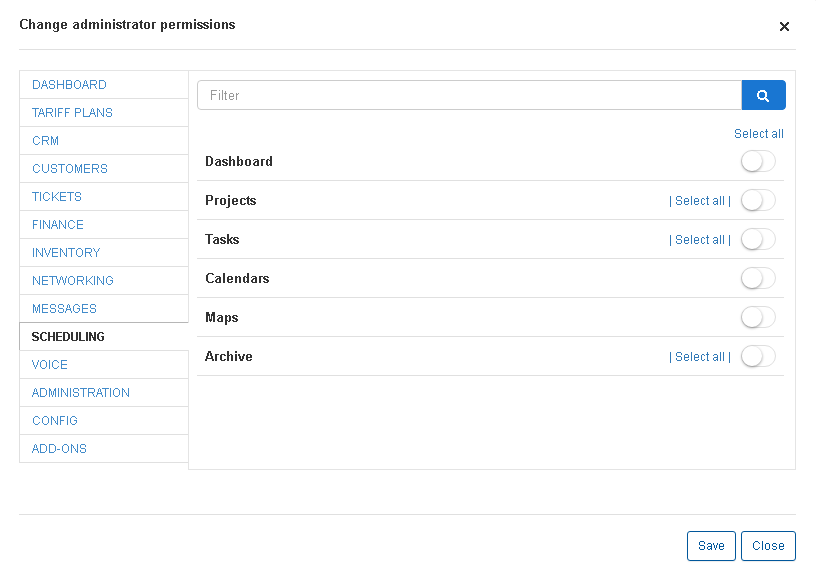 Change administrator permissions ×
DASHBOARD
TARIFF PLANS
CRM
CUSTOMERS
TICKETS
FINANCE
INVENTORY
NETWORKING
MESSAGES
SCHEDULING
VOICE
ADMINISTRATION
CONFIG
ADD-ONS
Filter
Select all
Dashboard
Projects | Select all |
Tasks | Select all |
Calendars
Maps
Archive | Select all |
Save Close